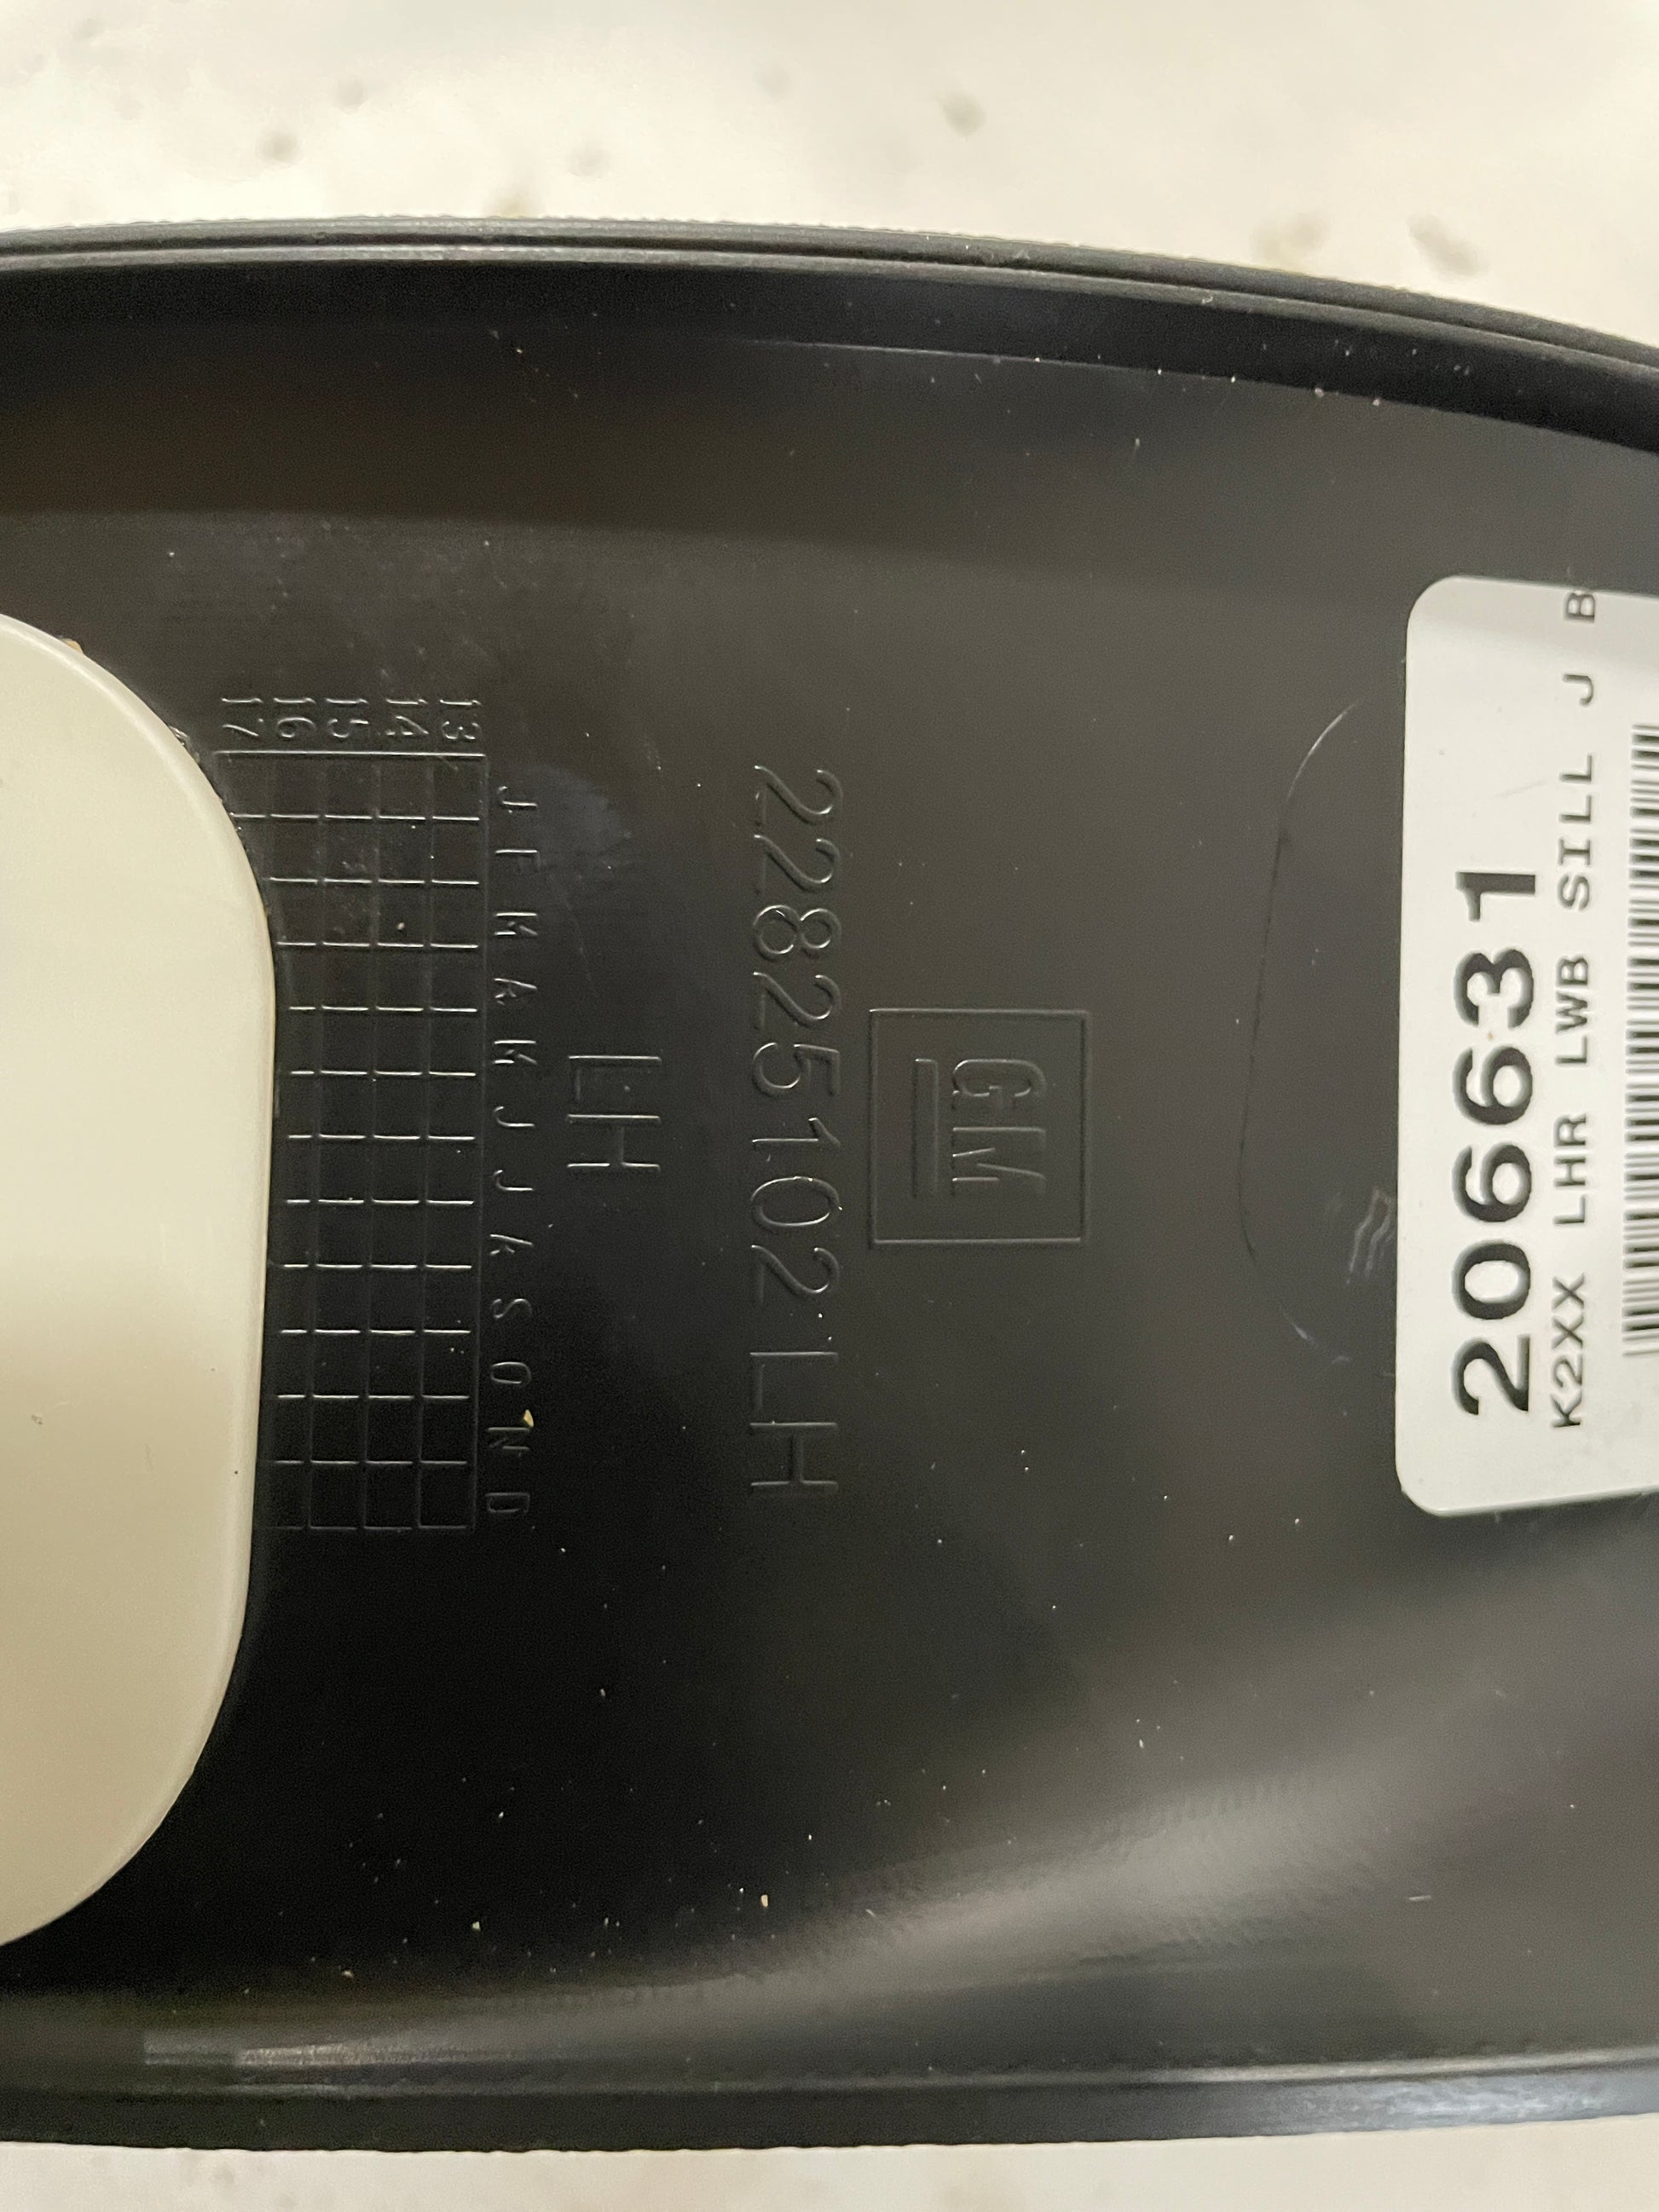 GM
22825102 LH
LH
J F M A M J J A S O N D
13
14
15
16
17
206631
K2XX LHR LWB SILL J B